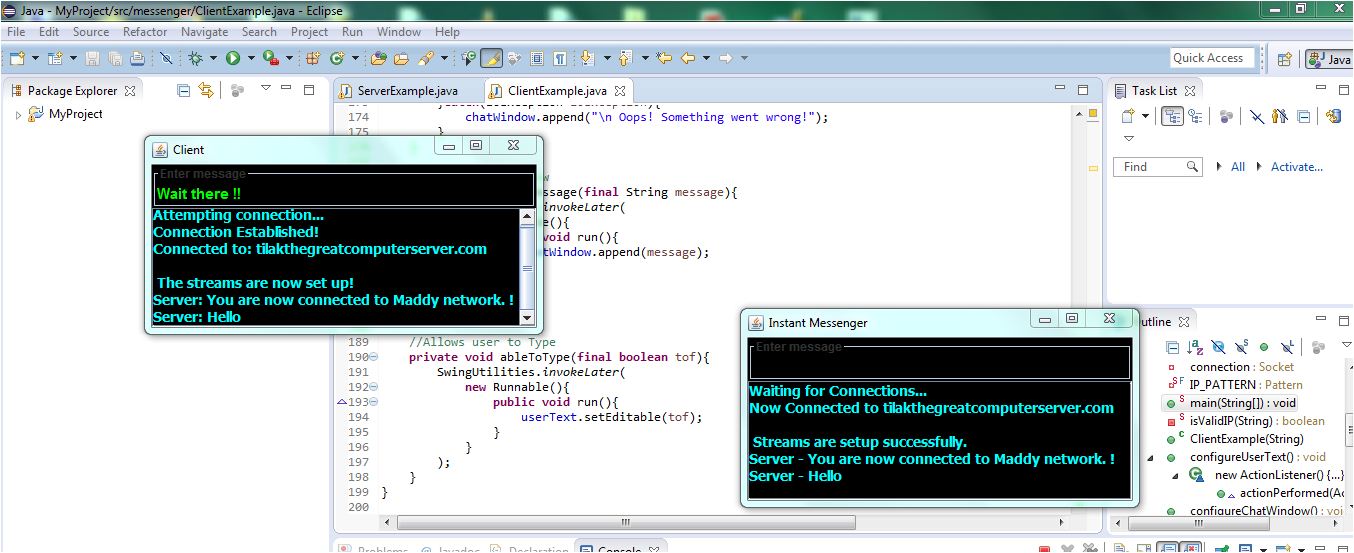 Java - MyProject/src/messenger/ClientExample.java - Eclipse
File Edit Source Refactor Navigate Search Project Run Window Help
Quick Access
Java
Package Explorer
MyProject
ServerExample.java
ClientExample.java
174 chatWindow.append("\n Oops! Something went wrong!");
175 }
ssage(final String message){
invokeLater(
e(){
void run(){
tWindow.append(message);
189 //Allows user to Type
190 private void ableToType(final boolean tof){
191 SwingUtilities.invokeLater(
192 new Runnable(){
193 public void run(){
194 userText.setEditable(tof);
195 }
196 }
197 );
198 }
199 }
200
Client
Enter message
Wait there !!
Attempting connection...
Connection Established!
Connected to: tilakthegreatcomputerserver.com
The streams are now set up!
Server: You are now connected to Maddy network. !
Server: Hello
Instant Messenger
Enter message
Waiting for Connections...
Now Connected to tilakthegreatcomputerserver.com
Streams are setup successfully.
Server - You are now connected to Maddy network. !
Server - Hello
Task List
Find
All
Activate...
utline
connection : Socket
IP_PATTERN : Pattern
main(String[]) : void
isValidIP(String) : boolean
ClientExample(String)
configureUserText() : void
new ActionListener() {...}
actionPerformed(Ac
configureChatWindow() : voi
Problems @ Javadoc Declaration Console